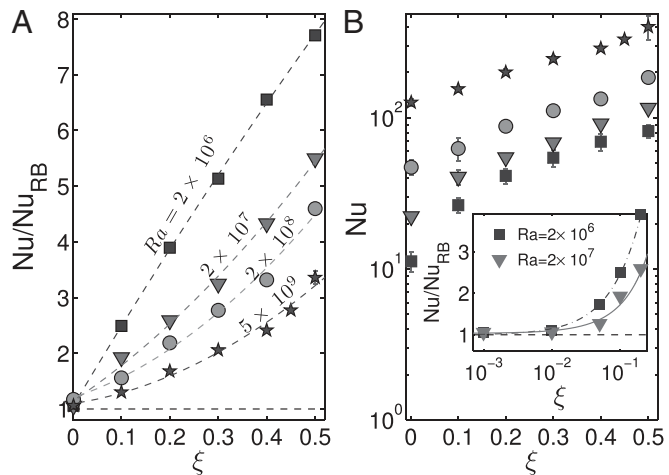 A
8
7
6
5
4
3
2
1
Nu/Nu_RB
Ra = 2 × 10^6
2 × 10^7
2 × 10^8
5 × 10^9
0 0.1 0.2 0.3 0.4 0.5
ξ
B
10^2
10^1
10^0
Nu
0 0.1 0.2 0.3 0.4 0.5
ξ
Ra=2× 10^6
Ra=2× 10^7
3
2
1
Nu/Nu_RB
10^-3 10^-2 10^-1
ξ